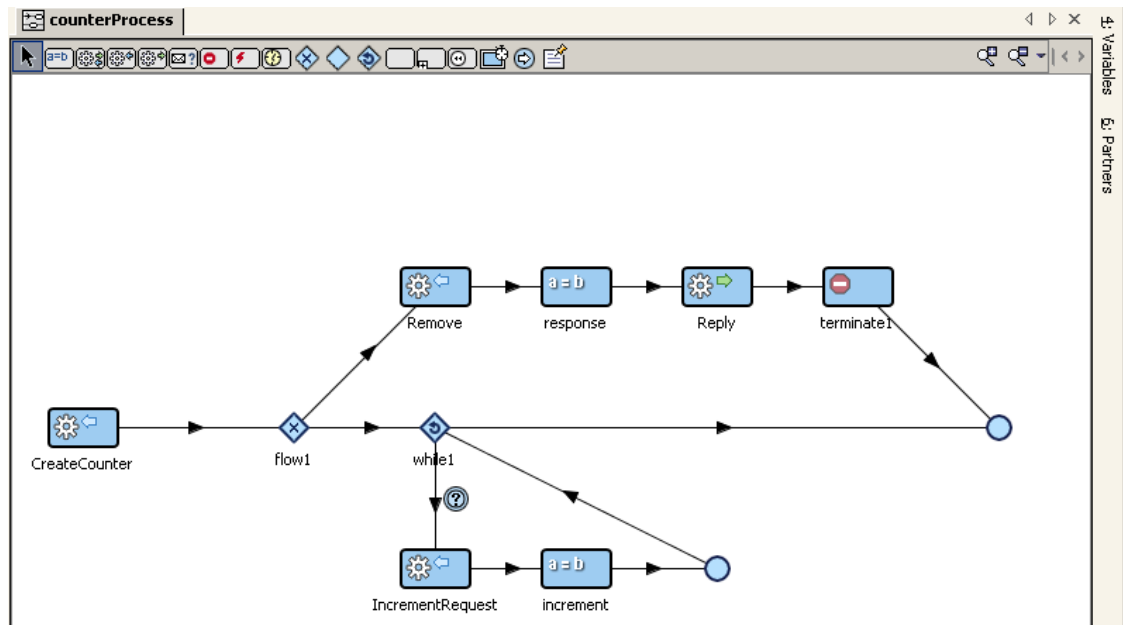 counterProcess
4: Variables
6: Partners
a=b
?
a = b
Remove
response
Reply
terminate1
CreateCounter
flow1
while1
?
a = b
IncrementRequest
increment